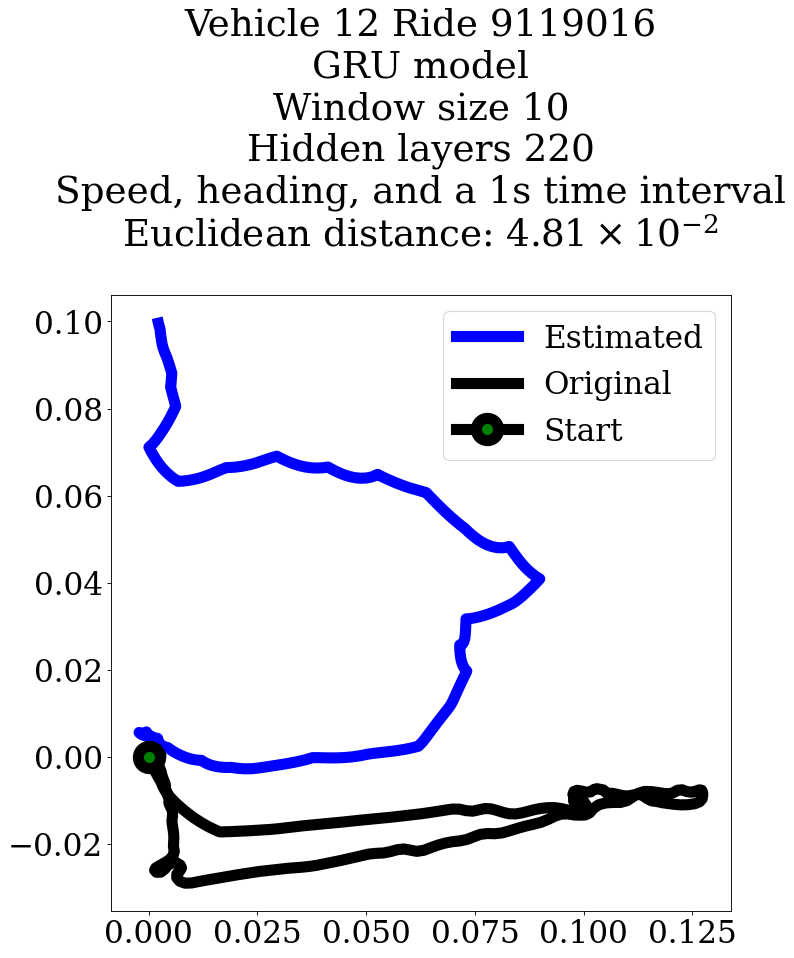 Vehicle 12 Ride 9119016
GRU model
Window size 10
Hidden layers 220
Speed, heading, and a 1s time interval
Euclidean distance: 4.81 × 10⁻²
Estimated
Original
Start
0.10
0.08
0.06
0.04
0.02
0.00
−0.02
0.000 0.025 0.050 0.075 0.100 0.125